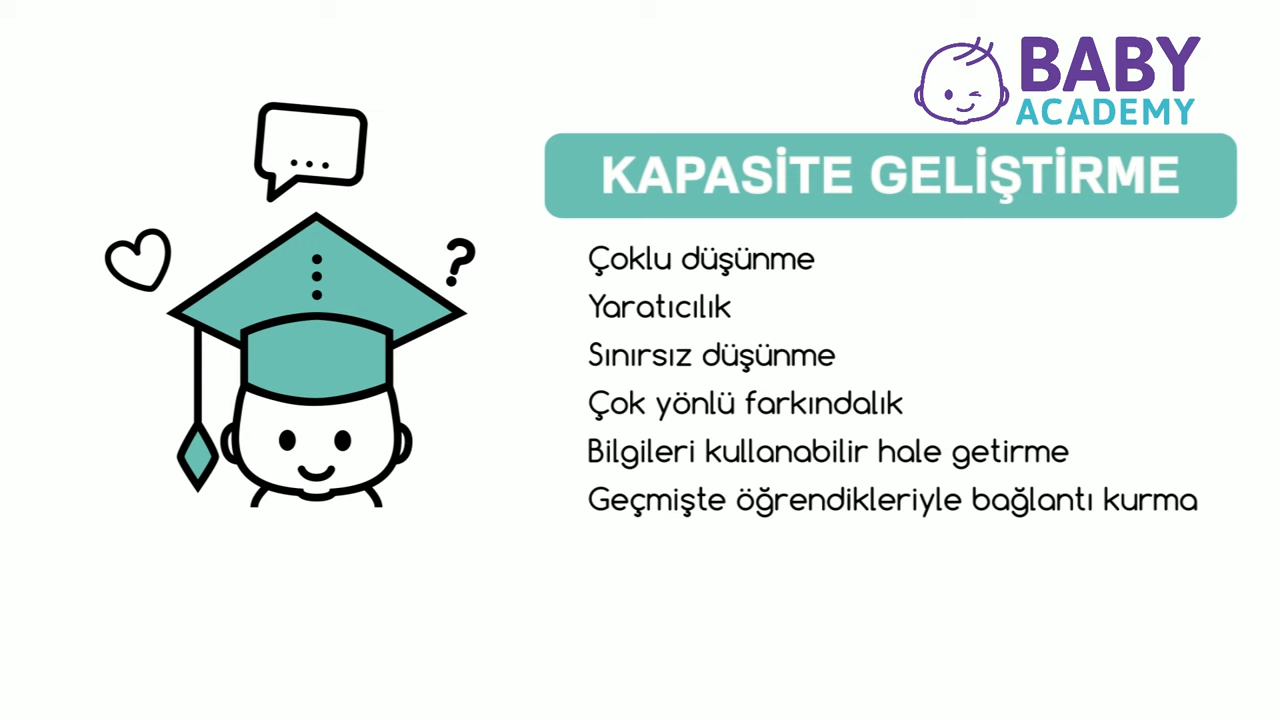 BABY
ACADEMY
KAPASİTE GELİŞTİRME
Çoklu düşünme
Yaratıcılık
Sınırsız düşünme
Çok yönlü farkındalık
Bilgileri kullanabilir hale getirme
Geçmişte öğrendikleriyle bağlantı kurma
...
?